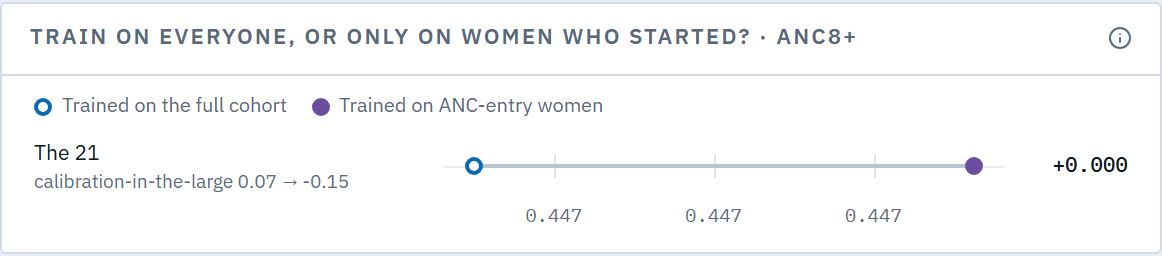 TRAIN ON EVERYONE, OR ONLY ON WOMEN WHO STARTED? · ANC8+
Trained on the full cohort Trained on ANC-entry women
The 21
calibration-in-the-large 0.07 → -0.15
+0.000
0.447 0.447 0.447